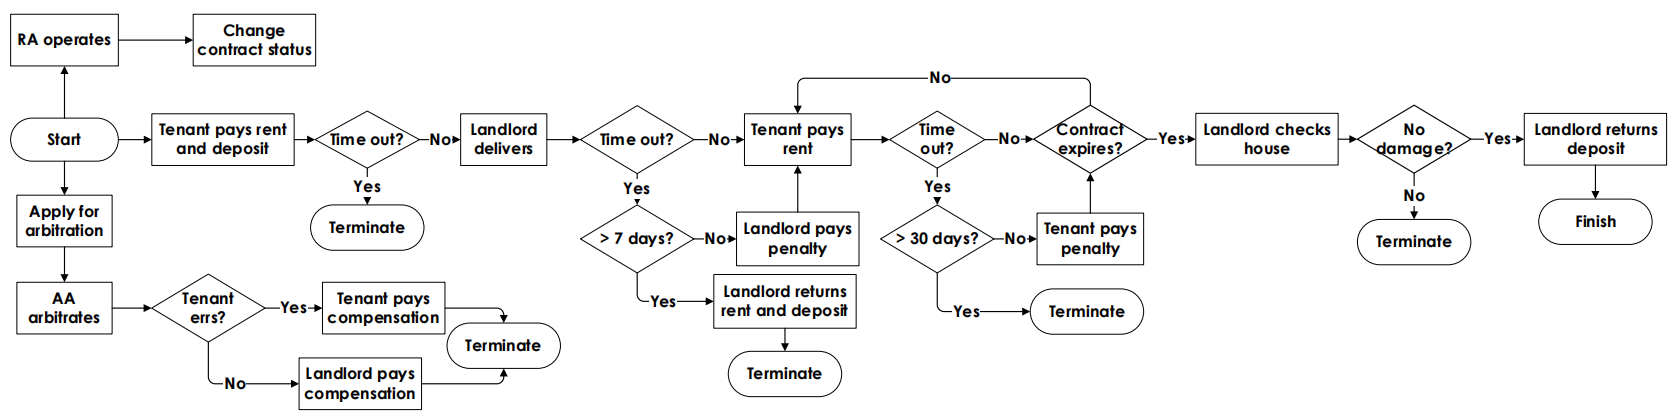 RA operates
Change
contract status
Start
Tenant pays rent
and deposit
Time out?
No
Yes
Terminate
Landlord
delivers
Time out?
No
Yes
> 7 days?
No
Landlord pays
penalty
Yes
Landlord returns
rent and deposit
Terminate
Tenant pays
rent
No
Time
out?
No
Yes
> 30 days?
No
Tenant pays
penalty
Yes
Terminate
Contract
expires?
Yes
Landlord checks
house
No
damage?
Yes
No
Terminate
Landlord returns
deposit
Finish
Apply for
arbitration
AA
arbitrates
Tenant
errs?
Yes
Tenant pays
compensation
No
Landlord pays
compensation
Terminate